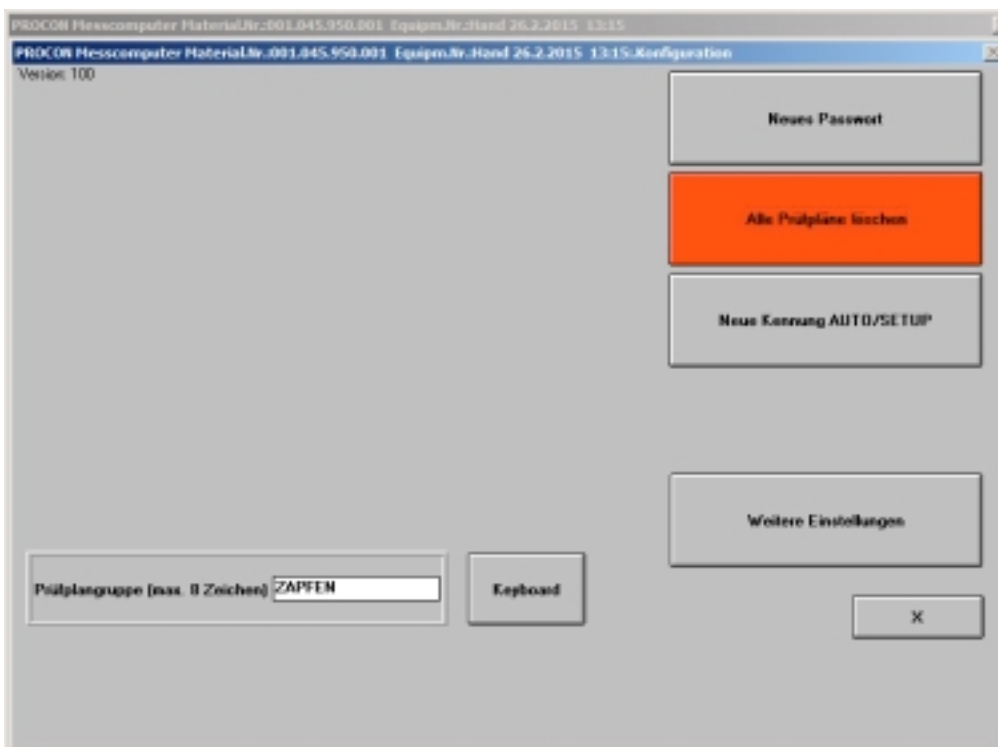 PROCON Messcomputer Material.Nr.:001.045.950.001 Equipm.Nr.:Hand 26.2.2015 13:15
PROCON Messcomputer Material.Nr.:001.045.950.001 Equipm.Nr.:Hand 26.2.2015 13:15:.Konfiguration
Version: 100
Neues Passwort
Alle Prüfpläne löschen
Neue Kennung AUTO/SETUP
Weitere Einstellungen
Prüfplangruppe (max. 8 Zeichen) ZAPFEN
Keyboard
X